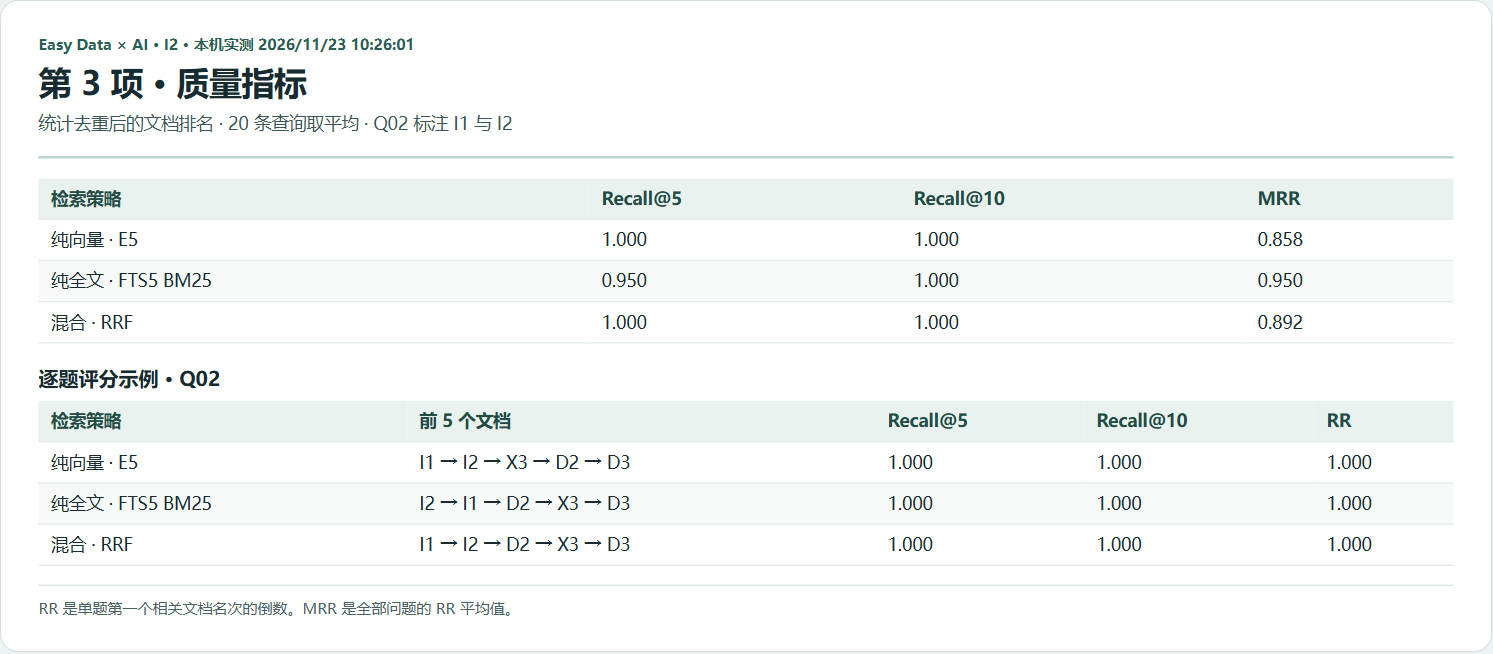 Easy Data × AI • I2 • 本机实测 2026/11/23 10:26:01
第 3 项 • 质量指标
统计去重后的文档排名 · 20 条查询取平均 · Q02 标注 I1 与 I2
检索策略 Recall@5 Recall@10 MRR
纯向量 · E5 1.000 1.000 0.858
纯全文 · FTS5 BM25 0.950 1.000 0.950
混合 · RRF 1.000 1.000 0.892
逐题评分示例 • Q02
检索策略 前 5 个文档 Recall@5 Recall@10 RR
纯向量 · E5 I1 → I2 → X3 → D2 → D3 1.000 1.000 1.000
纯全文 · FTS5 BM25 I2 → I1 → D2 → X3 → D3 1.000 1.000 1.000
混合 · RRF I1 → I2 → D2 → X3 → D3 1.000 1.000 1.000
RR 是单题第一个相关文档名次的倒数。MRR 是全部问题的 RR 平均值。